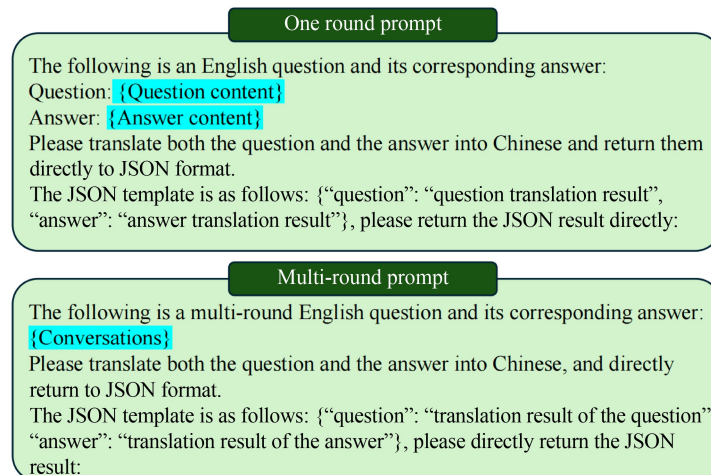 One round prompt
The following is an English question and its corresponding answer:
Question: {Question content}
Answer: {Answer content}
Please translate both the question and the answer into Chinese and return them
directly to JSON format.
The JSON template is as follows: {“question”: “question translation result”,
“answer”: “answer translation result”}, please return the JSON result directly:
Multi-round prompt
The following is a multi-round English question and its corresponding answer:
{Conversations}
Please translate both the question and the answer into Chinese, and directly
return to JSON format.
The JSON template is as follows: {“question”: “translation result of the question”
“answer”: “translation result of the answer”}, please directly return the JSON
result: